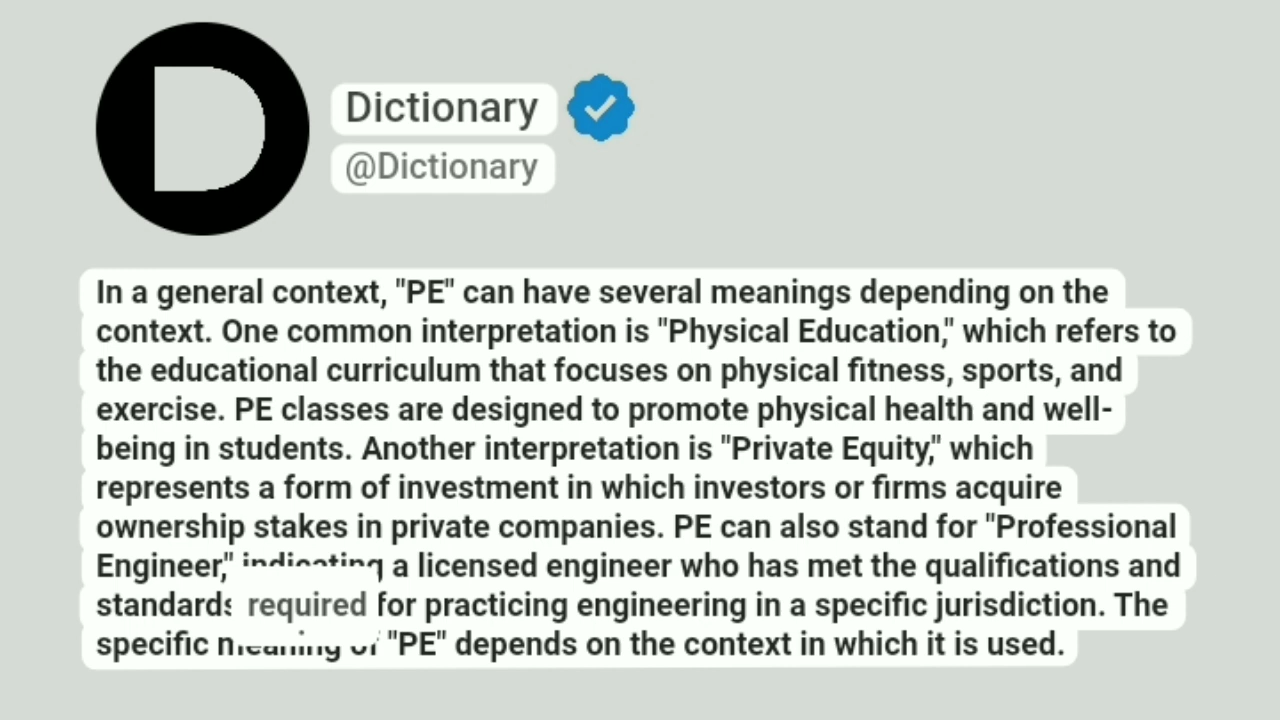 D
Dictionary
@Dictionary
In a general context, "PE" can have several meanings depending on the
context. One common interpretation is "Physical Education," which refers to
the educational curriculum that focuses on physical fitness, sports, and
exercise. PE classes are designed to promote physical health and well-
being in students. Another interpretation is "Private Equity," which
represents a form of investment in which investors or firms acquire
ownership stakes in private companies. PE can also stand for "Professional
Engineer," indicating a licensed engineer who has met the qualifications and
standards required for practicing engineering in a specific jurisdiction. The
specific meaning of "PE" depends on the context in which it is used.